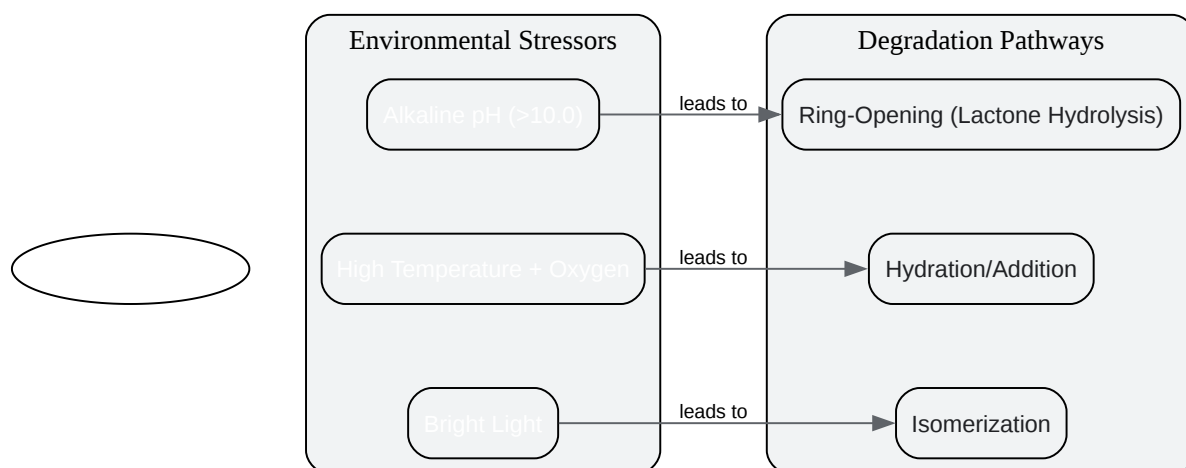 Environmental Stressors
Degradation Pathways
Alkaline pH (>10.0)
leads to
Ring-Opening (Lactone Hydrolysis)
High Temperature + Oxygen
leads to
Hydration/Addition
Bright Light
leads to
Isomerization